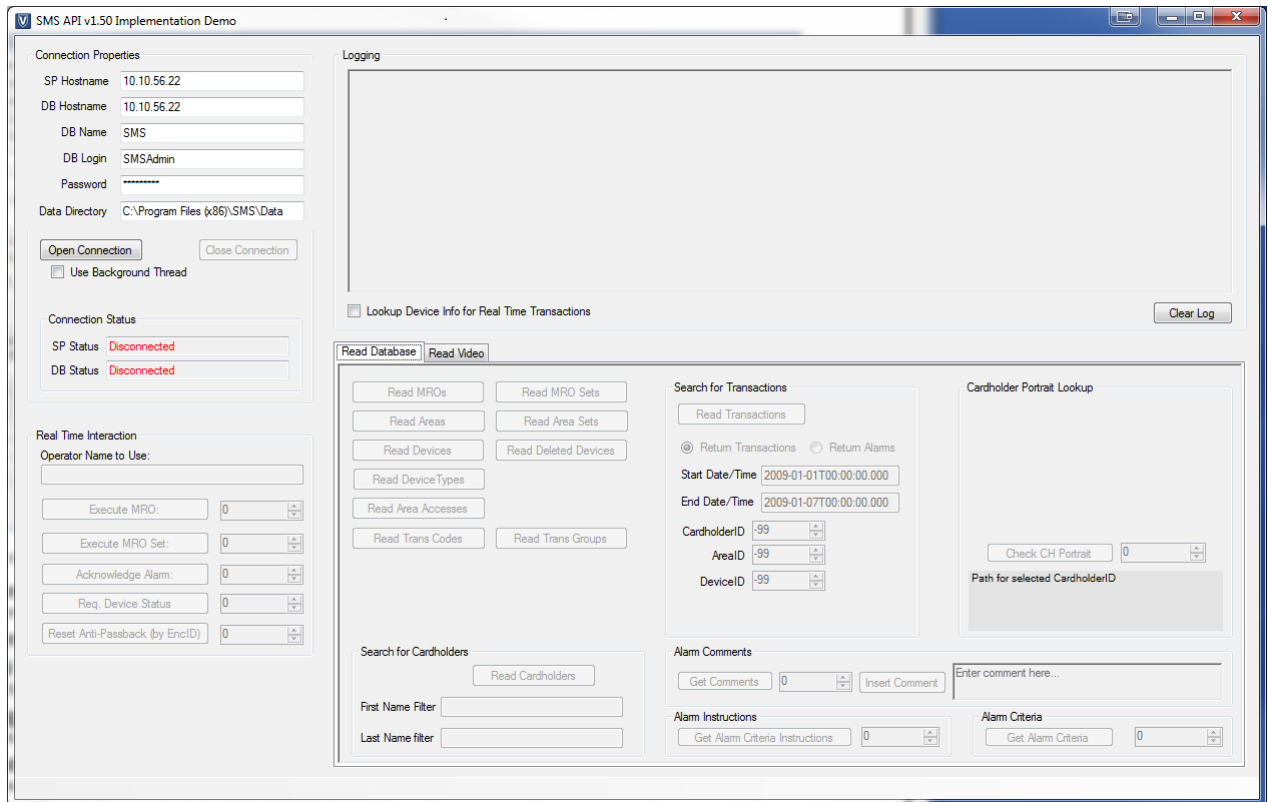 SMS API v1.50 Implementation Demo
Connection Properties
SP Hostname 10.10.56.22
DB Hostname 10.10.56.22
DB Name SMS
DB Login SMSAdmin
Password *********
Data Directory C:\Program Files (x86)\SMS\Data
Open Connection Close Connection
Use Background Thread
Connection Status
SP Status Disconnected
DB Status Disconnected
Real Time Interaction
Operator Name to Use:
Execute MRO: 0
Execute MRO Set: 0
Acknowledge Alarm: 0
Req. Device Status 0
Reset Anti-Passback (by EncID) 0
Logging
Lookup Device Info for Real Time Transactions Clear Log
Read Database Read Video
Read MROs Read MRO Sets
Read Areas Read Area Sets
Read Devices Read Deleted Devices
Read DeviceTypes
Read Area Accesses
Read Trans Codes Read Trans Groups
Search for Transactions
Read Transactions
Return Transactions Return Alarms
Start Date/Time 2009-01-01T00:00:00.000
End Date/Time 2009-01-07T00:00:00.000
CardholderID -99
AreaID -99
DeviceID -99
Cardholder Portrait Lookup
Check CH Portrait 0
Path for selected CardholderID
Search for Cardholders
Read Cardholders
First Name Filter
Last Name filter
Alarm Comments
Get Comments 0 Insert Comment Enter comment here...
Alarm Instructions
Get Alarm Criteria Instructions 0
Alarm Criteria
Get Alarm Criteria 0